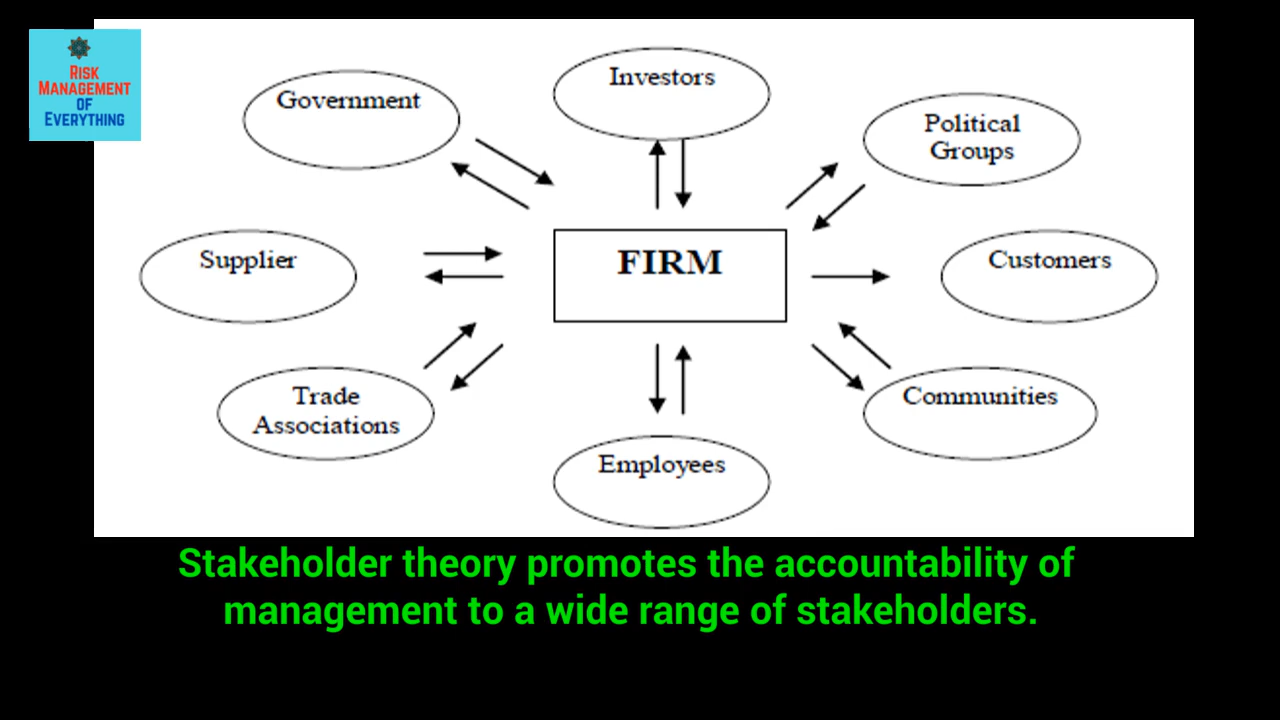 RISK
MANAGEMENT
OF
EVERYTHING
Investors
Government
Political
Groups
Supplier
FIRM
Customers
Trade
Associations
Communities
Employees
Stakeholder theory promotes the accountability of
management to a wide range of stakeholders.